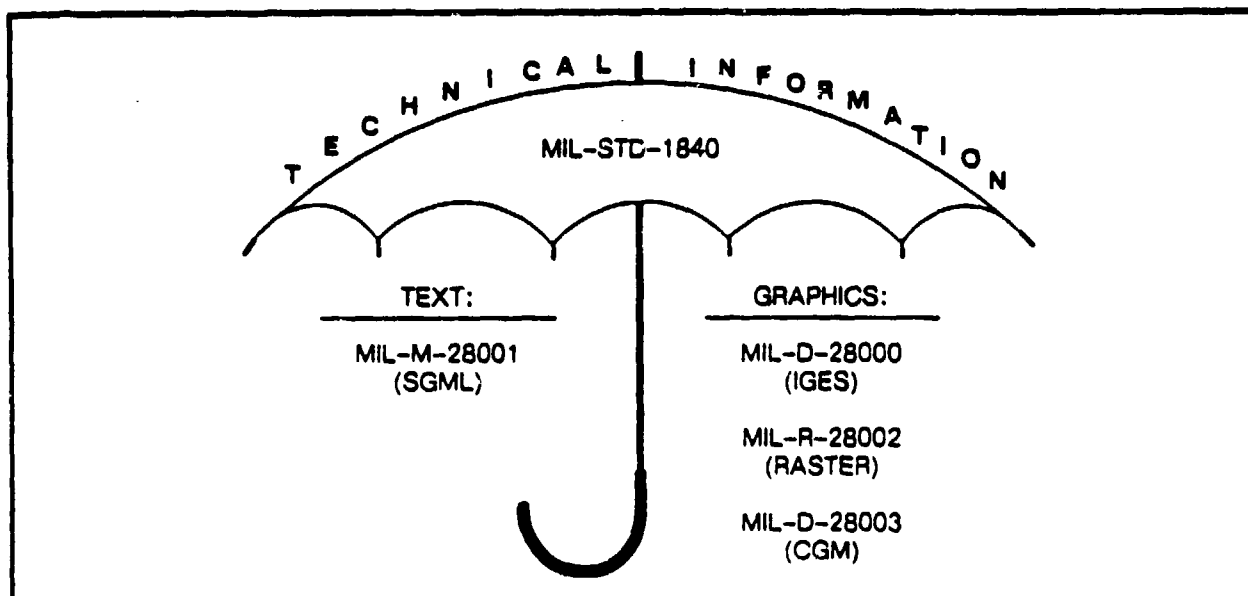 TECHNICAL INFORMATION
MIL-STD-1840
TEXT:
MIL-M-28001
(SGML)
GRAPHICS:
MIL-D-28000
(IGES)
MIL-R-28002
(RASTER)
MIL-D-28003
(CGM)